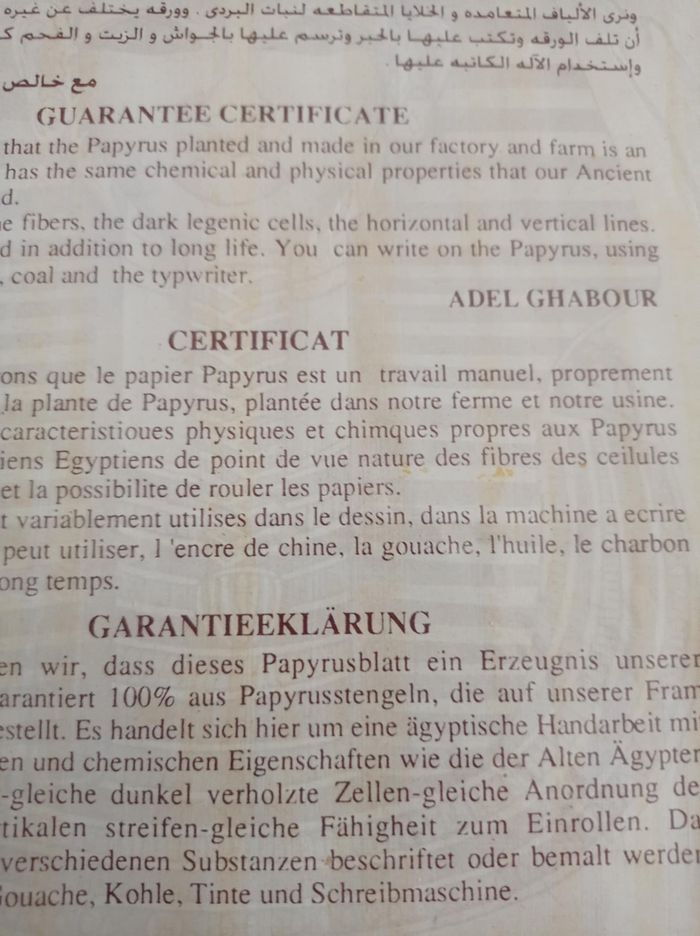 ونرى الألياف المتعامده و الخلايا المتقاطعه لنبات البردى . وورقه يختلف عن غيره
أن تلف الورقه وتكتب عليها بالحبر وترسم عليها بالجواش و الزيت و الفحم
وإستخدام الآله الكاتبه عليها .
مع خالص
GUARANTEE CERTIFICATE
that the Papyrus planted and made in our factory and farm is an
has the same chemical and physical properties that our Ancient
d.
e fibers, the dark legenic cells, the horizontal and vertical lines.
d in addition to long life. You can write on the Papyrus, using
, coal and the typwriter.
ADEL GHABOUR
CERTIFICAT
ons que le papier Papyrus est un travail manuel, proprement
la plante de Papyrus, plantée dans notre ferme et notre usine.
caracteristioues physiques et chimques propres aux Papyrus
iens Egyptiens de point de vue nature des fibres des ceilules
et la possibilite de rouler les papiers.
t variablement utilises dans le dessin, dans la machine a ecrire
peut utiliser, l 'encre de chine, la gouache, l'huile, le charbon
ong temps.
GARANTIEEKLÄRUNG
en wir, dass dieses Papyrusblatt ein Erzeugnis unserer
arantiert 100% aus Papyrusstengeln, die auf unserer Fram
estellt. Es handelt sich hier um eine ägyptische Handarbeit mi
en und chemischen Eigenschaften wie die der Alten Ägypter
-gleiche dunkel verholzte Zellen-gleiche Anordnung de
tikalen streifen-gleiche Fähigheit zum Einrollen. Da
verschiedenen Substanzen beschriftet oder bemalt werder
Gouache, Kohle, Tinte und Schreibmaschine.